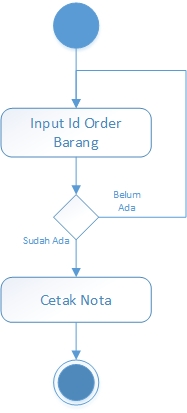 Input Id Order
Barang
Belum
Ada
Sudah Ada
Cetak Nota